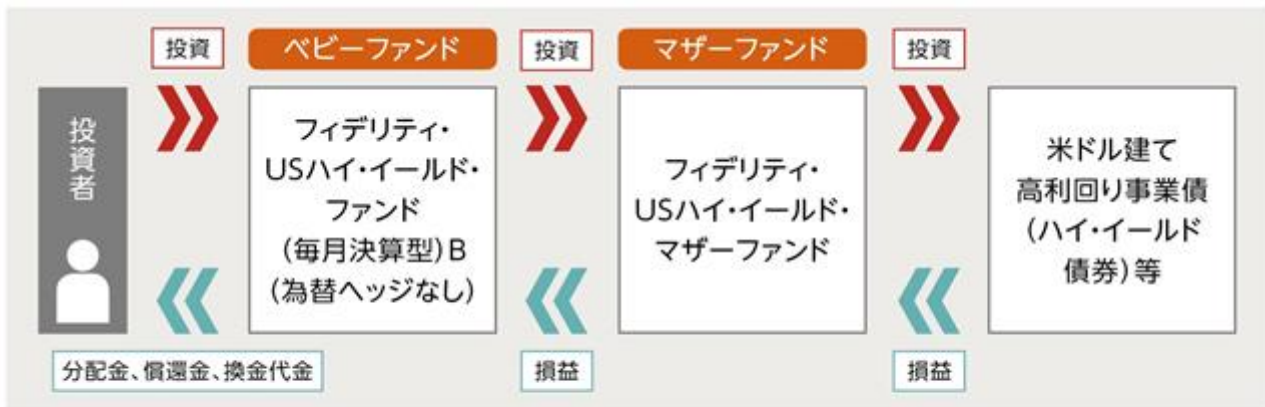 投資
ベビーファンド
投資
マザーファンド
投資
投資者
フィデリティ・
USハイ・イールド・
ファンド
(毎月決算型)B
(為替ヘッジなし)
フィデリティ・
USハイ・イールド・
マザーファンド
米ドル建て
高利回り事業債
(ハイ・イールド
債券)等
分配金、償還金、換金代金
損益
損益